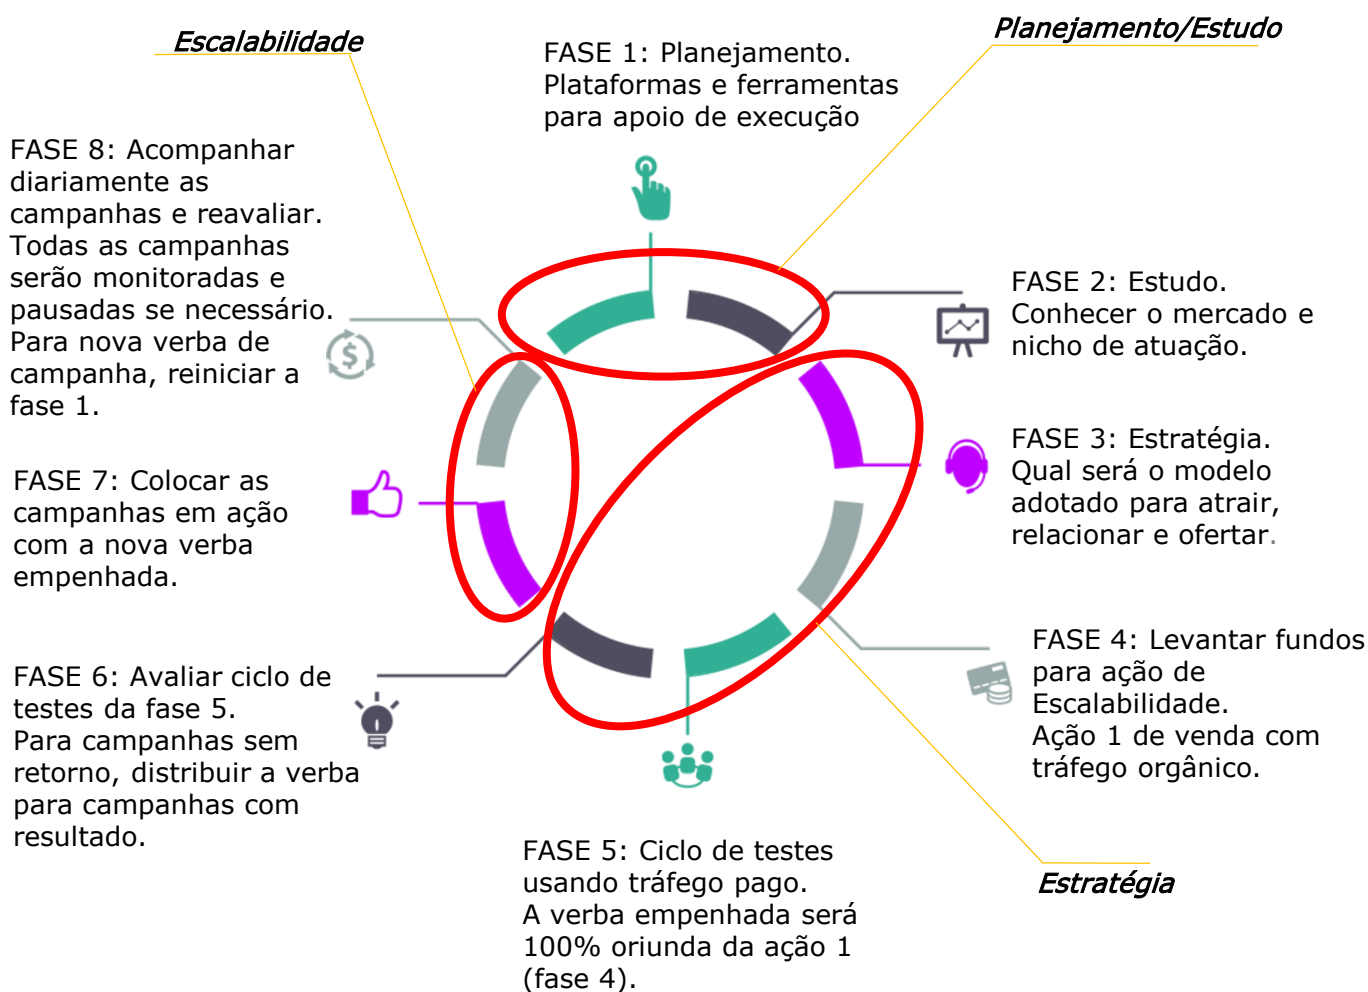 Escalabilidade
Planejamento/Estudo
FASE 1: Planejamento.
Plataformas e ferramentas
para apoio de execução
FASE 2: Estudo.
Conhecer o mercado e
nicho de atuação.
FASE 3: Estratégia.
Qual será o modelo
adotado para atrair,
relacionar e ofertar.
FASE 4: Levantar fundos
para ação de
Escalabilidade.
Ação 1 de venda com
tráfego orgânico.
Estratégia
FASE 5: Ciclo de testes
usando tráfego pago.
A verba empenhada será
100% oriunda da ação 1
(fase 4).
FASE 6: Avaliar ciclo de
testes da fase 5.
Para campanhas sem
retorno, distribuir a verba
para campanhas com
resultado.
FASE 7: Colocar as
campanhas em ação
com a nova verba
empenhada.
FASE 8: Acompanhar
diariamente as
campanhas e reavaliar.
Todas as campanhas
serão monitoradas e
pausadas se necessário.
Para nova verba de
campanha, reiniciar a
fase 1.
$